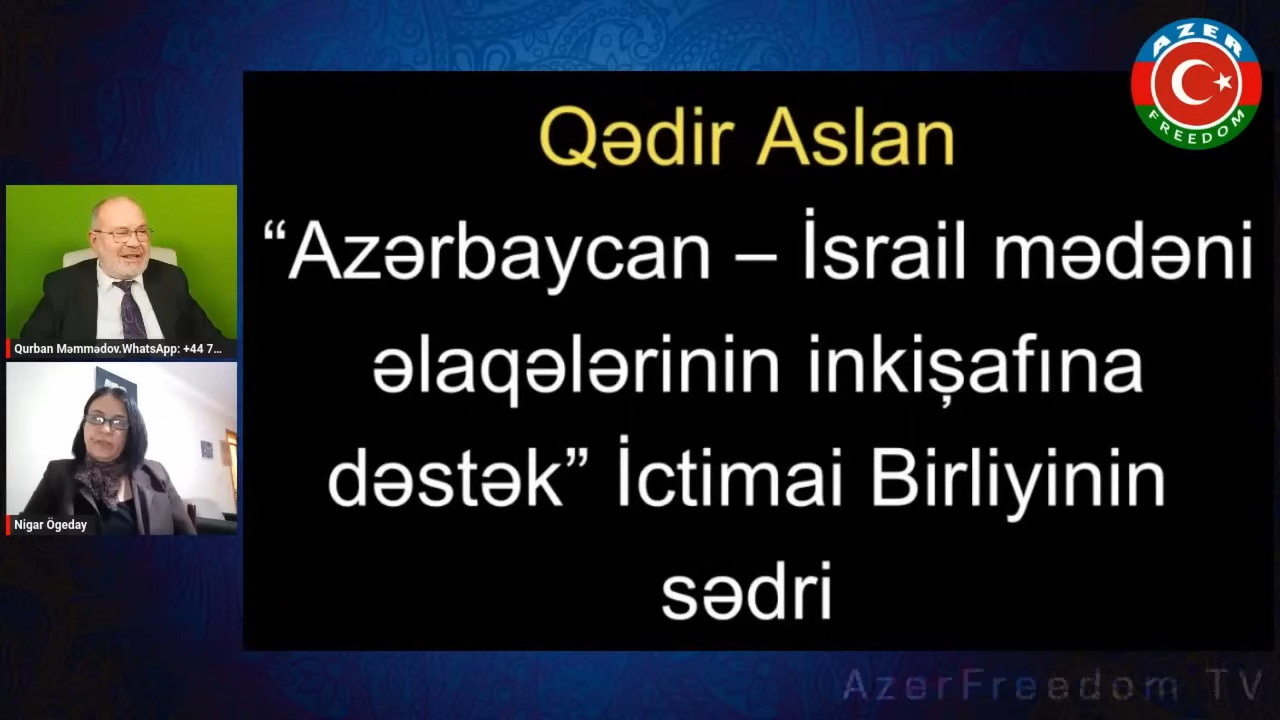 AZER
FREEDOM
Qədir Aslan
“Azərbaycan – İsrail mədəni
əlaqələrinin inkişafına
dəstək” İctimai Birliyinin
sədri
Qurban Məmmədov.WhatsApp: +44 7...
Nigar Ögeday
AzerFreedom TV